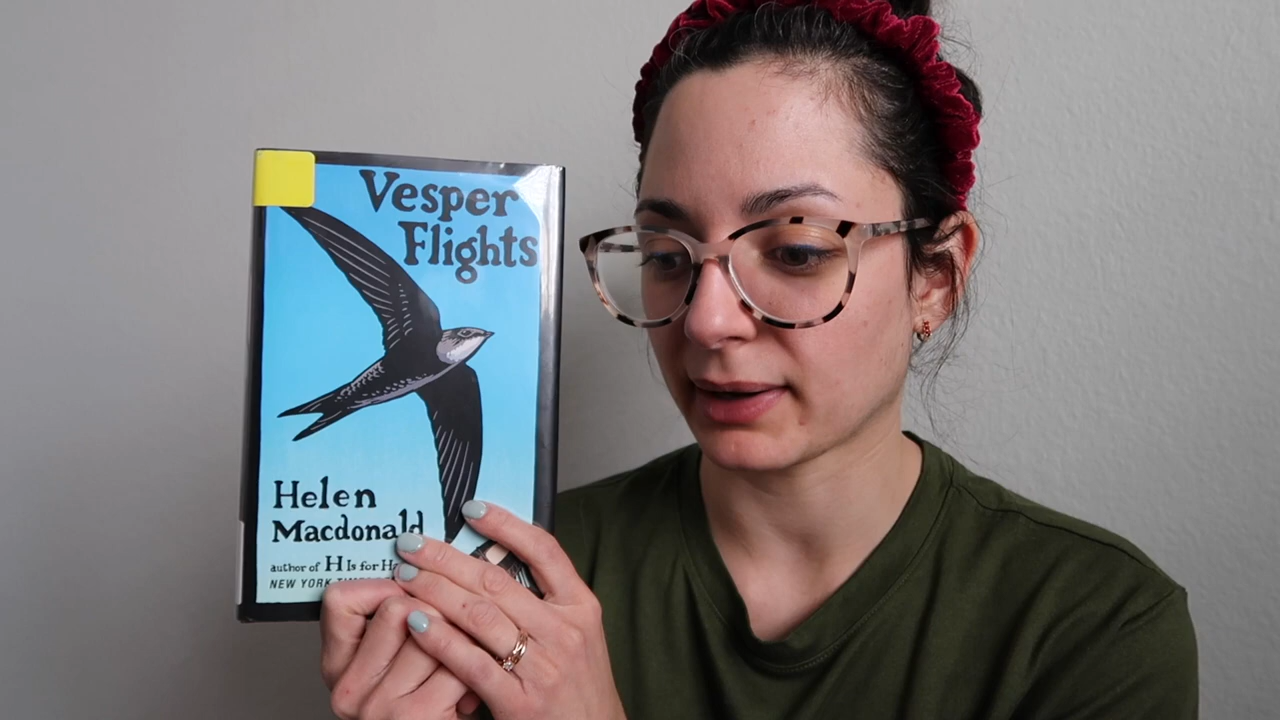 Vesper
Flights
Helen
Macdonald
author of H Is for
NEW YORK